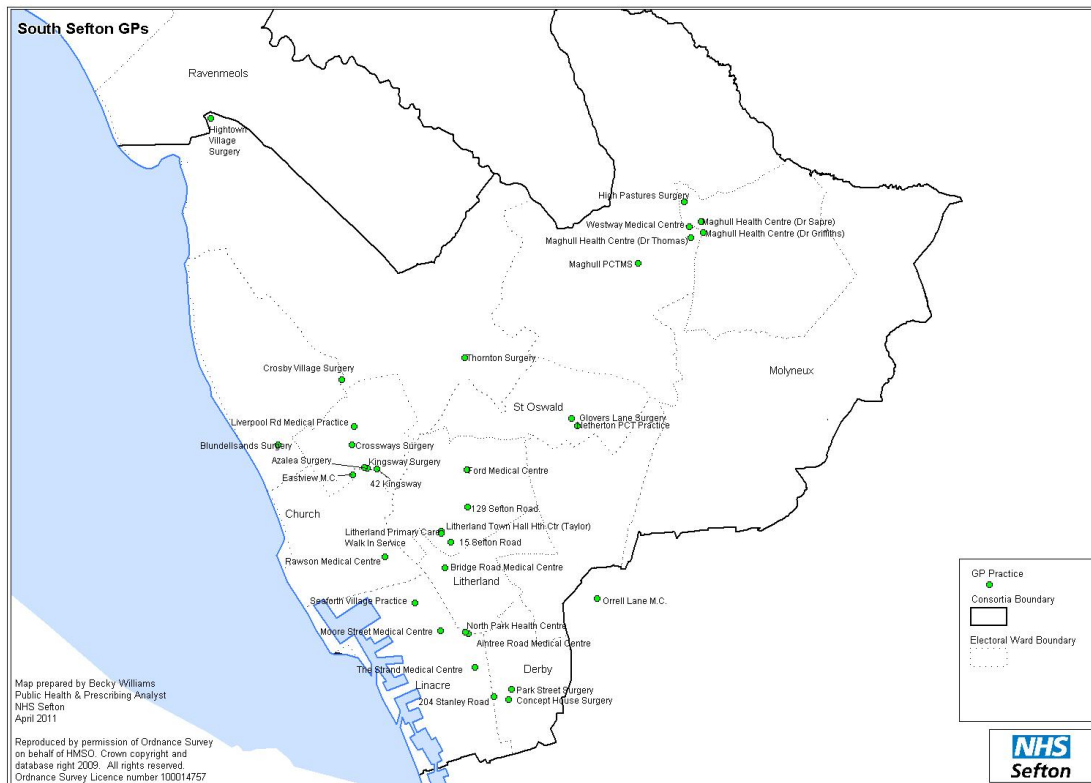 South Sefton GPs
Ravenmeols
Hightown
Village
Surgery
High Pastures Surgery
Maghull Health Centre (Dr Sapre)
Westway Medical Centre
Maghull Health Centre (Dr Griffiths)
Maghull Health Centre (Dr Thomas)
Maghull PCTMS
Thornton Surgery
Crosby Village Surgery
Molyneux
St Oswald
Glovers Lane Surgery
Netherton PCT Practice
Liverpool Rd Medical Practice
Blundellsands Surgery
Crossways Surgery
Azalea Surgery
Kingsway Surgery
Ford Medical Centre
Eastview M.C.
42 Kingsway
129 Sefton Road
Church
Litherland Town Hall Hth Ctr (Taylor)
Litherland Primary Care
Walk In Service
15 Sefton Road
Rawson Medical Centre
Bridge Road Medical Centre
Litherland
Seaforth Village Practice
Orrell Lane M.C.
North Park Health Centre
Moore Street Medical Centre
Aintree Road Medical Centre
The Strand Medical Centre
Derby
Linacre
Park Street Surgery
204 Stanley Road
Concept House Surgery
GP Practice
Consortia Boundary
Electoral Ward Boundary
Map prepared by Becky Williams
Public Health & Prescribing Analyst
NHS Sefton
April 2011
Reproduced by permission of Ordnance Survey
on behalf of HMSO. Crown copyright and
database right 2009. All rights reserved.
Ordnance Survey Licence number 100014757
NHS
Sefton